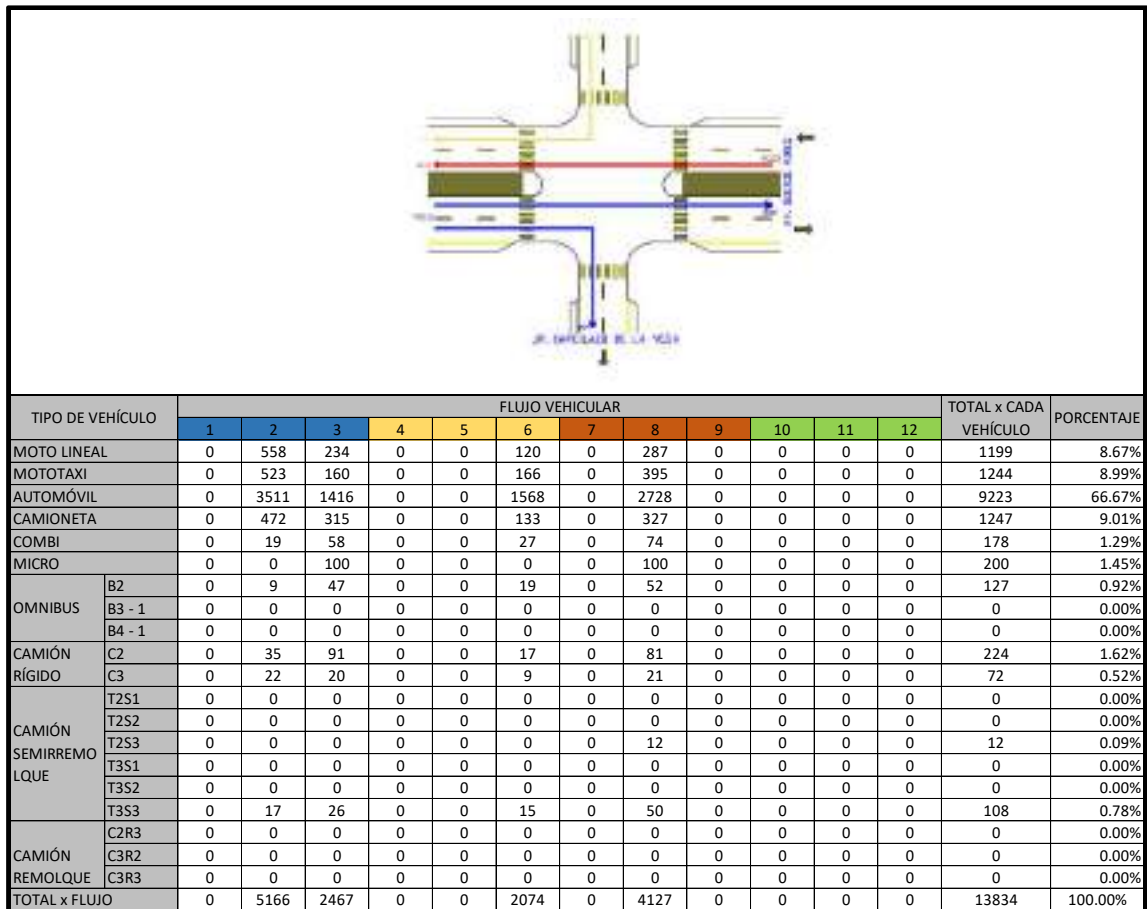 JR. GARCILAZO DE LA VEGA
TIPO DE VEHÍCULO FLUJO VEHICULAR TOTAL x CADA VEHÍCULO PORCENTAJE
1 2 3 4 5 6 7 8 9 10 11 12
MOTO LINEAL 0 558 234 0 0 120 0 287 0 0 0 0 1199 8.67%
MOTOTAXI 0 523 160 0 0 166 0 395 0 0 0 0 1244 8.99%
AUTOMÓVIL 0 3511 1416 0 0 1568 0 2728 0 0 0 0 9223 66.67%
CAMIONETA 0 472 315 0 0 133 0 327 0 0 0 0 1247 9.01%
COMBI 0 19 58 0 0 27 0 74 0 0 0 0 178 1.29%
MICRO 0 0 100 0 0 0 0 100 0 0 0 0 200 1.45%
OMNIBUS B2 0 9 47 0 0 19 0 52 0 0 0 0 127 0.92%
B3 - 1 0 0 0 0 0 0 0 0 0 0 0 0 0 0.00%
B4 - 1 0 0 0 0 0 0 0 0 0 0 0 0 0 0.00%
CAMIÓN RÍGIDO C2 0 35 91 0 0 17 0 81 0 0 0 0 224 1.62%
C3 0 22 20 0 0 9 0 21 0 0 0 0 72 0.52%
CAMIÓN SEMIRREMO LQUE T2S1 0 0 0 0 0 0 0 0 0 0 0 0 0 0.00%
T2S2 0 0 0 0 0 0 0 0 0 0 0 0 0 0.00%
T2S3 0 0 0 0 0 0 0 12 0 0 0 0 12 0.09%
T3S1 0 0 0 0 0 0 0 0 0 0 0 0 0 0.00%
T3S2 0 0 0 0 0 0 0 0 0 0 0 0 0 0.00%
T3S3 0 17 26 0 0 15 0 50 0 0 0 0 108 0.78%
CAMIÓN REMOLQUE C2R3 0 0 0 0 0 0 0 0 0 0 0 0 0 0.00%
C3R2 0 0 0 0 0 0 0 0 0 0 0 0 0 0.00%
C3R3 0 0 0 0 0 0 0 0 0 0 0 0 0 0.00%
TOTAL x FLUJO 0 5166 2467 0 0 2074 0 4127 0 0 0 0 13834 100.00%